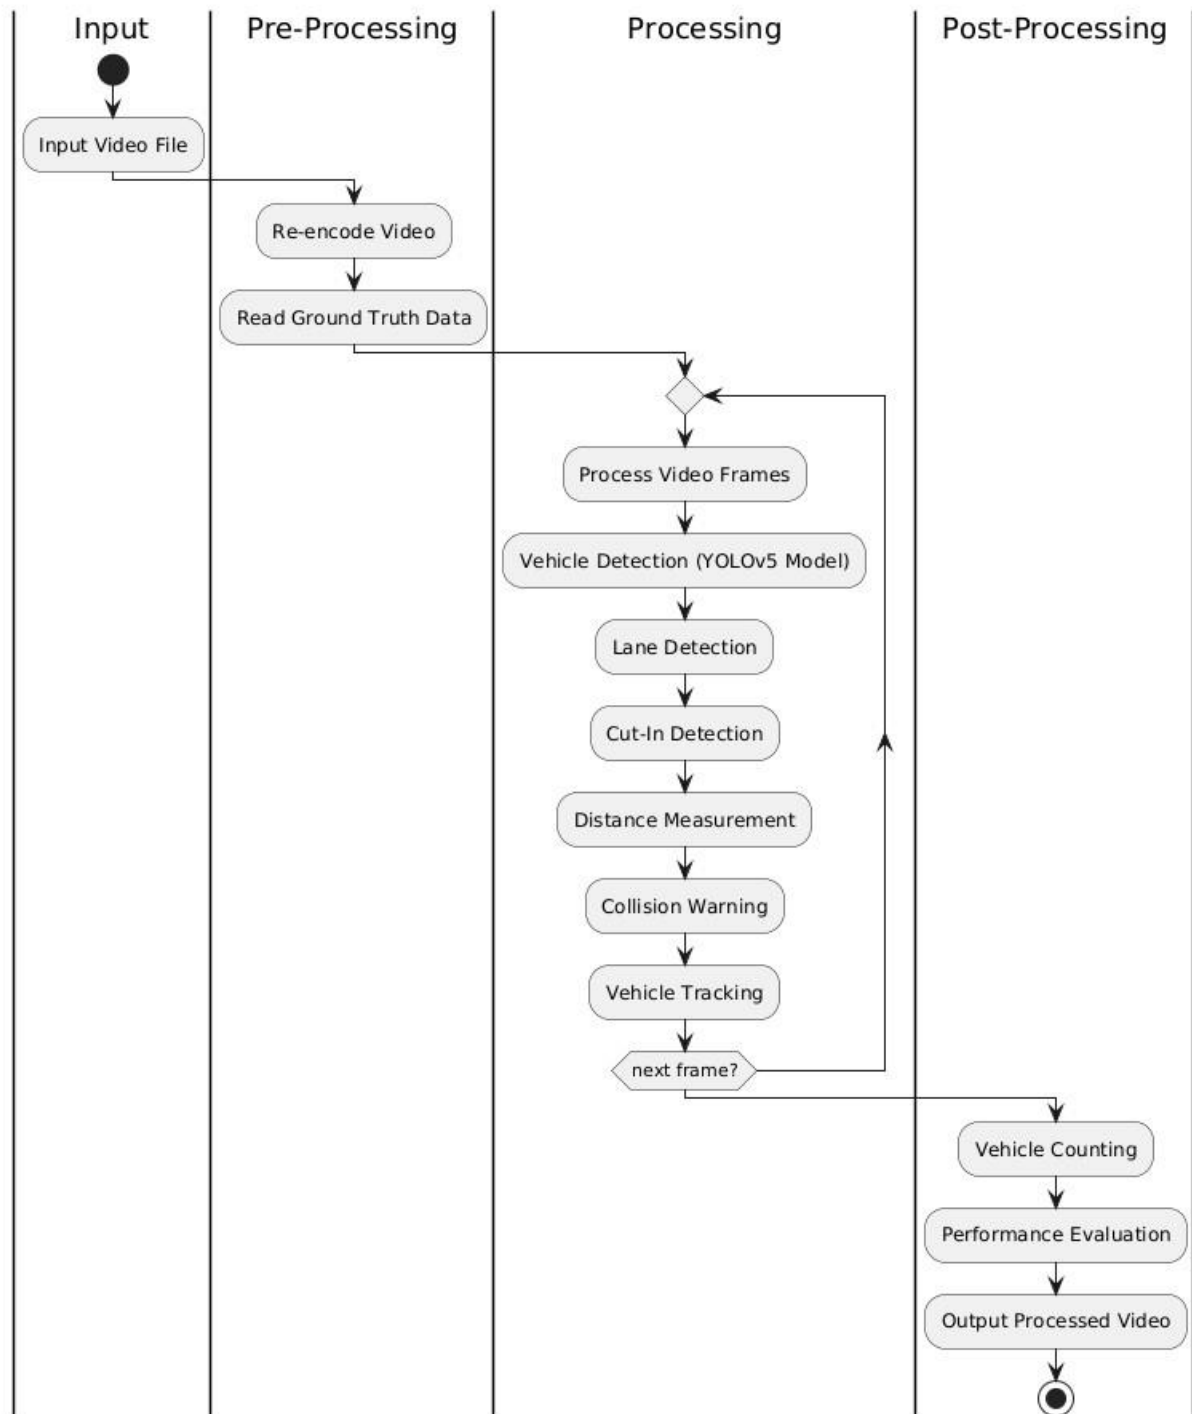 Input
Pre-Processing
Processing
Post-Processing
Input Video File
Re-encode Video
Read Ground Truth Data
Process Video Frames
Vehicle Detection (YOLOv5 Model)
Lane Detection
Cut-In Detection
Distance Measurement
Collision Warning
Vehicle Tracking
next frame?
Vehicle Counting
Performance Evaluation
Output Processed Video